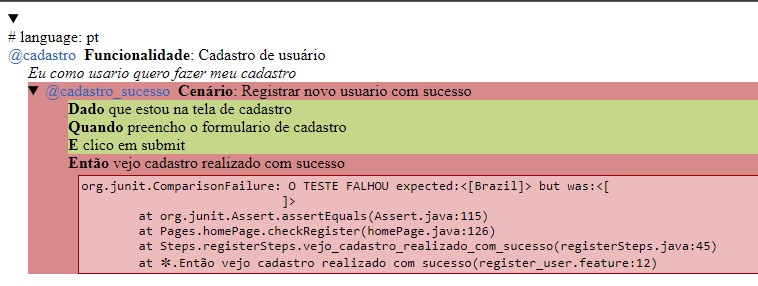 # language: pt
@cadastro Funcionalidade: Cadastro de usuário
Eu como usario quero fazer meu cadastro
@cadastro_sucesso Cenário: Registrar novo usuario com sucesso
Dado que estou na tela de cadastro
Quando preencho o formulario de cadastro
E clico em submit
Então vejo cadastro realizado com sucesso
org.junit.ComparisonFailure: O TESTE FALHOU expected:<[Brazil]> but was:<[
]>
at org.junit.Assert.assertEquals(Assert.java:115)
at Pages.homePage.checkRegister(homePage.java:126)
at Steps.registerSteps.vejo_cadastro_realizado_com_sucesso(registerSteps.java:45)
at ✽.Então vejo cadastro realizado com sucesso(register_user.feature:12)